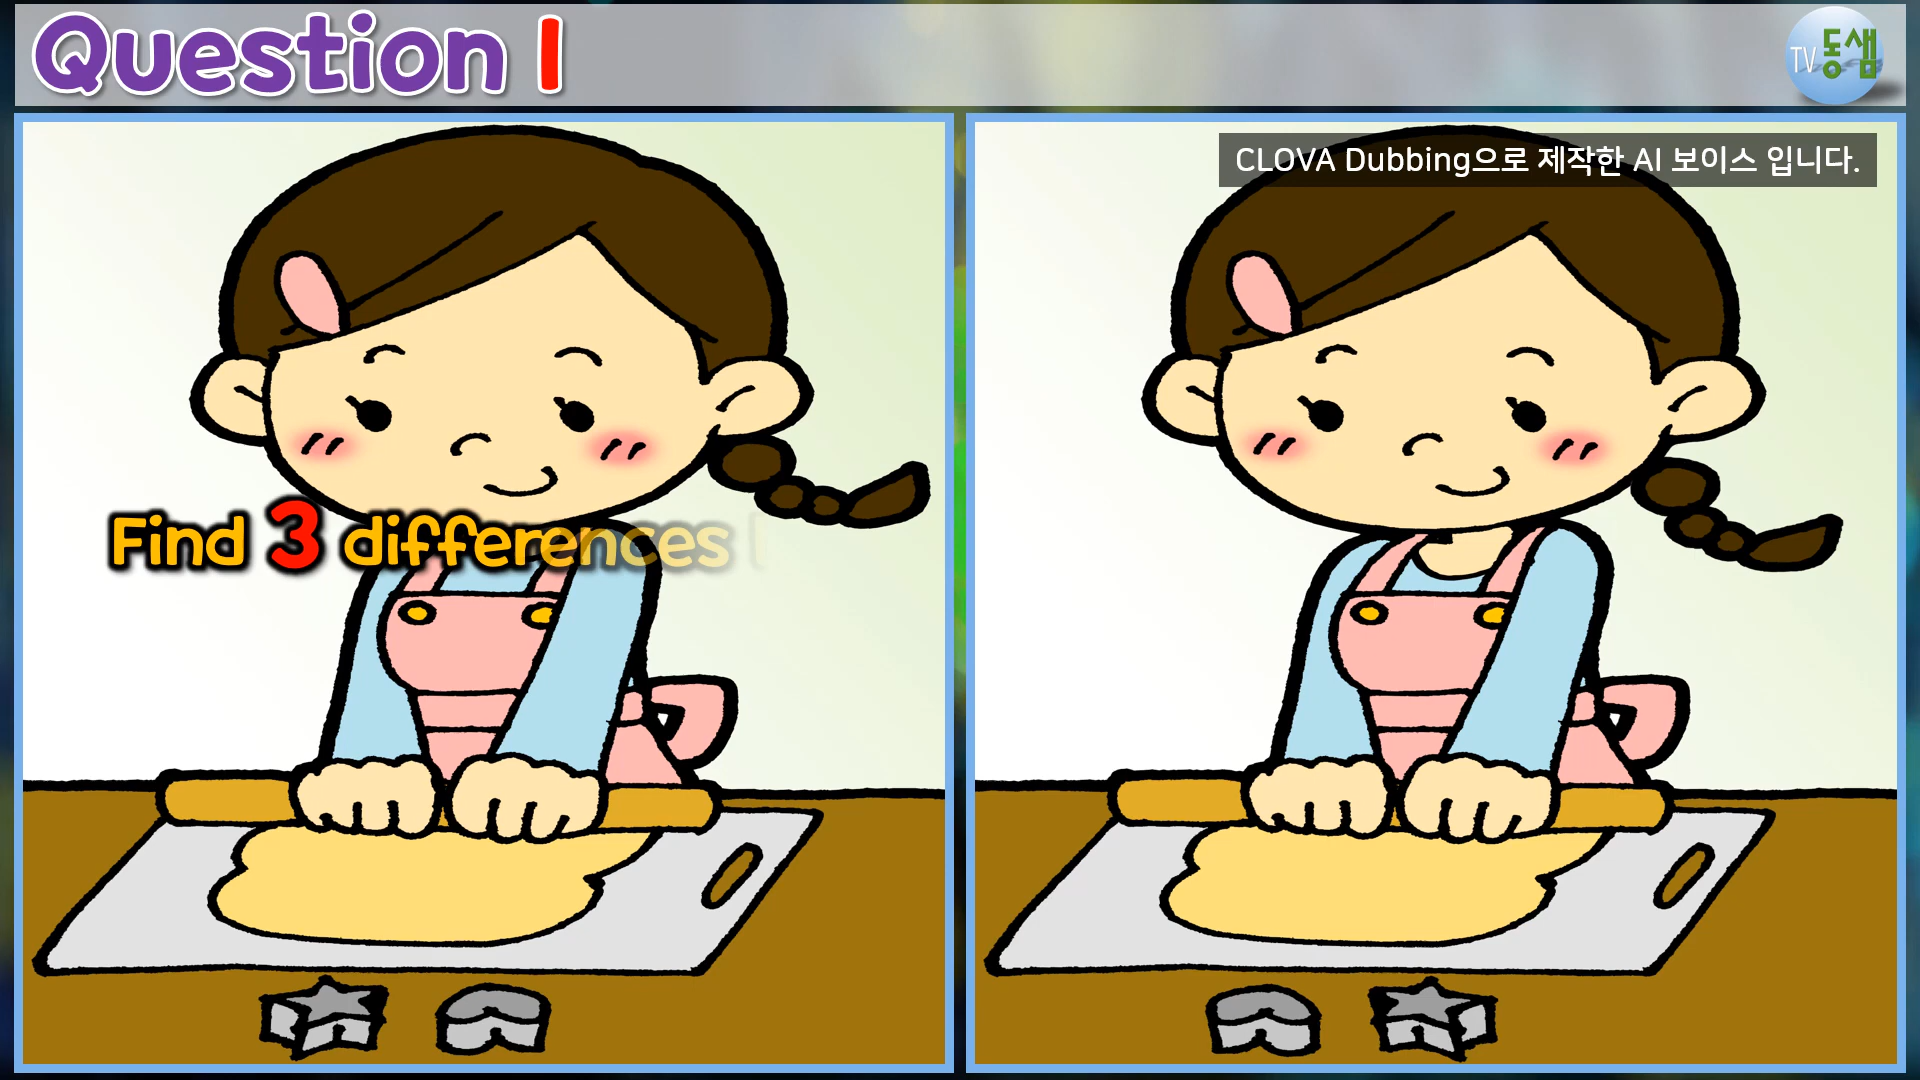 Question 1
TV 동샘
CLOVA Dubbing으로 제작한 AI 보이스 입니다.
Find 3 differences !